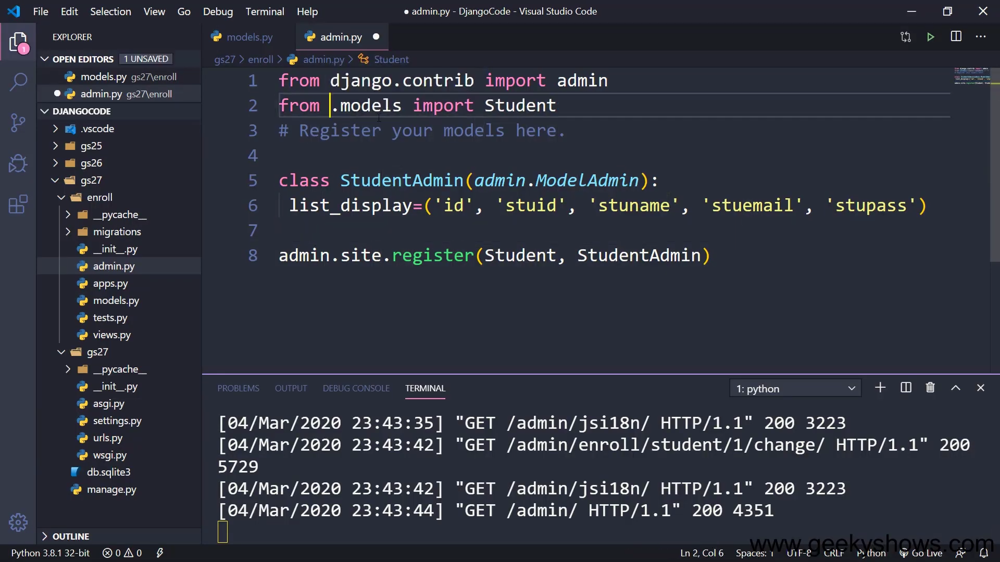 File Edit Selection View Go Debug Terminal Help
● admin.py - DjangoCode - Visual Studio Code
1
EXPLORER
OPEN EDITORS 1 UNSAVED
models.py gs27\enroll
admin.py gs27\enroll
DJANGOCODE
.vscode
gs25
gs26
gs27
enroll
__pycache__
migrations
__init__.py
admin.py
apps.py
models.py
tests.py
views.py
gs27
__pycache__
__init__.py
asgi.py
settings.py
urls.py
wsgi.py
db.sqlite3
manage.py
OUTLINE
models.py admin.py
gs27 > enroll > admin.py > Student
1 from django.contrib import admin
2 from .models import Student
3 # Register your models here.
4
5 class StudentAdmin(admin.ModelAdmin):
6 list_display=('id', 'stuid', 'stuname', 'stuemail', 'stupass')
7
8 admin.site.register(Student, StudentAdmin)
PROBLEMS OUTPUT DEBUG CONSOLE TERMINAL 1: python
[04/Mar/2020 23:43:35] "GET /admin/jsi18n/ HTTP/1.1" 200 3223
[04/Mar/2020 23:43:42] "GET /admin/enroll/student/1/change/ HTTP/1.1" 200
5729
[04/Mar/2020 23:43:42] "GET /admin/jsi18n/ HTTP/1.1" 200 3223
[04/Mar/2020 23:43:44] "GET /admin/ HTTP/1.1" 200 4351
www.geekyshows.com
Python 3.8.1 32-bit 0 0 Ln 2, Col 6 Spaces: 1 UTF-8 CRLF Python Go Live